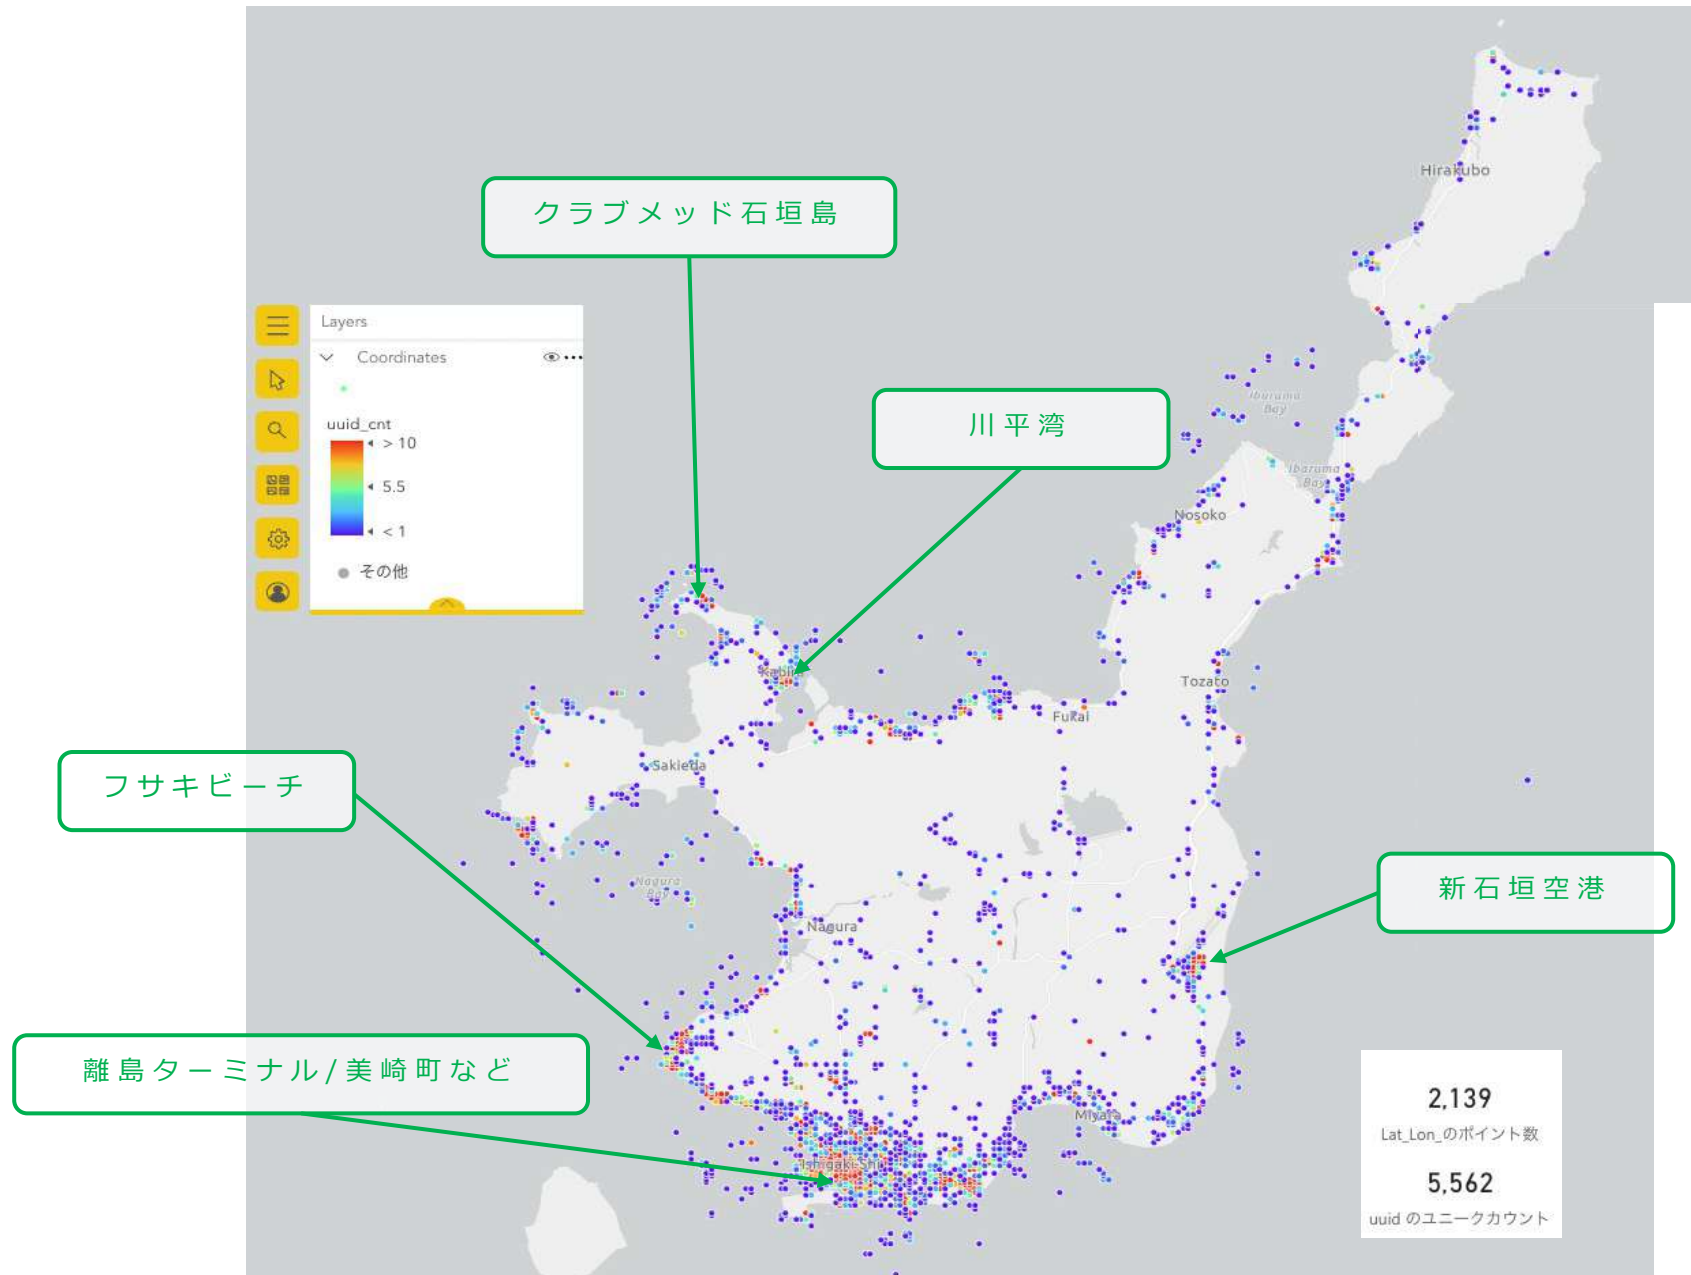 Hirakubo
クラブメッド石垣島
Layers
Coordinates
uuid_cnt
> 10
5.5
< 1
その他
Ibaruma
Bay
川平湾
Ibaruma
Bay
Nosoko
Kabira
Tozato
Fukai
Sakieda
フサキビーチ
Nagura
Bay
新石垣空港
Nagura
離島ターミナル/美崎町など
Miyara
Ishigaki-Shi
2,139
Lat_Lon_のポイント数
5,562
uuid のユニークカウント